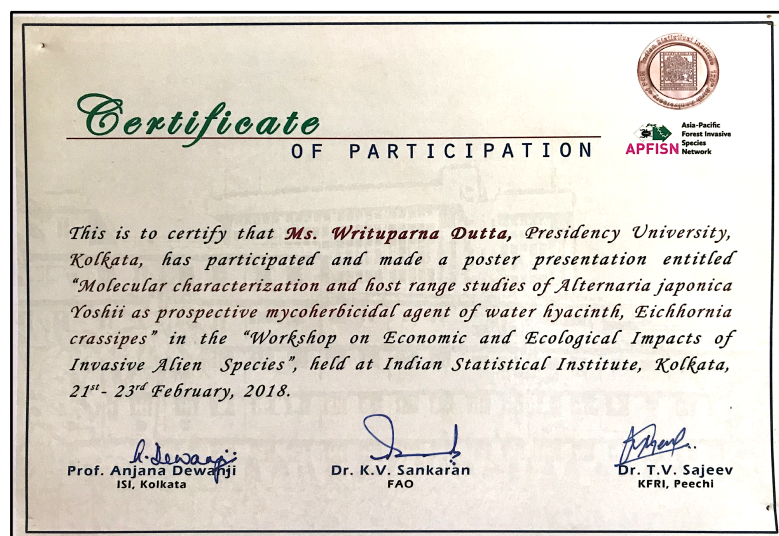 Certificate
OF PARTICIPATION
Asia-Pacific
Forest Invasive
Species
APFISN Network
This is to certify that Ms. Writuparna Dutta, Presidency University,
Kolkata, has participated and made a poster presentation entitled
“Molecular characterization and host range studies of Alternaria japonica
Yoshii as prospective mycoherbicidal agent of water hyacinth, Eichhornia
crassipes” in the “Workshop on Economic and Ecological Impacts of
Invasive Alien Species”, held at Indian Statistical Institute, Kolkata,
21st- 23rd February, 2018.
A. Dewanji
Prof. Anjana Dewanji
ISI, Kolkata
Dr. K.V. Sankaran
FAO
Dr. T.V. Sajeev
KFRI, Peechi